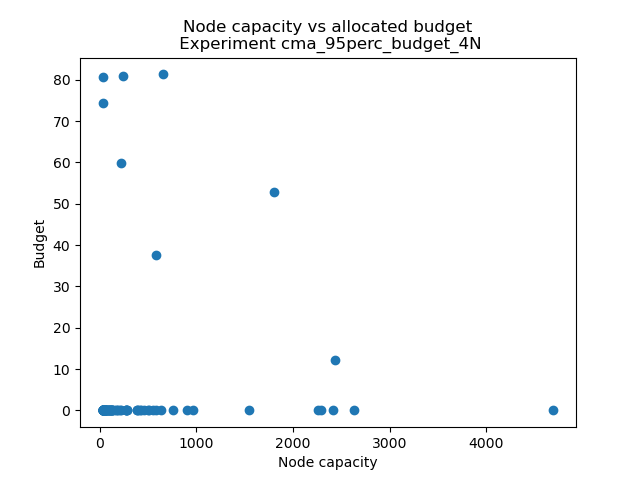 Node capacity vs allocated budget
Experiment cma_95perc_budget_4N
80
70
60
50
40
30
20
10
0
Budget
0 1000 2000 3000 4000
Node capacity